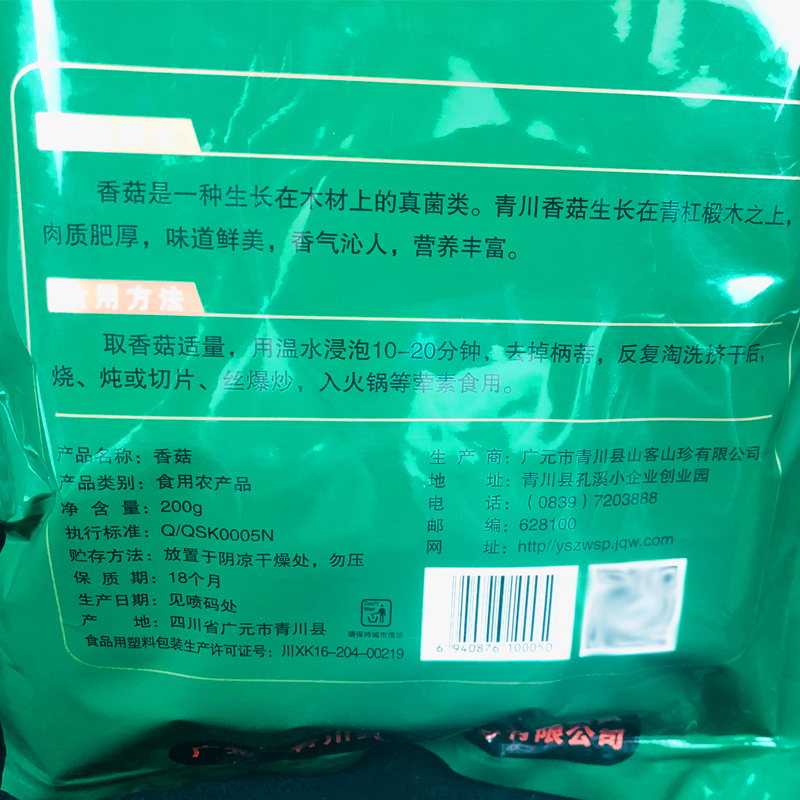 香菇是一种生长在木材上的真菌类。青川香菇生长在青杠椴木之上,
肉质肥厚，味道鲜美，香气沁人，营养丰富。
用方法
取香菇适量，用温水浸泡10-20分钟，去掉柄蒂，反复淘洗挤干后,
烧、炖或切片、丝爆炒，入火锅等荤素食用。
产品名称：香菇
产品类别：食用农产品
净含量：200g
执行标准：Q/QSK0005N
贮存方法：放置于阴凉干燥处，勿压
保质期：18个月
生产日期：见喷码处
产地：四川省广元市青川县
食品用塑料包装生产许可证号：川XK16-204-00219
请保持城市清洁
生产商：广元市青川县山客山珍有限公司
地址：青川县孔溪小企业创业园
电话：（0839）7203888
邮编：628100
网址：http//yszwsp.jqw.com
6 940876 100050
有限公司